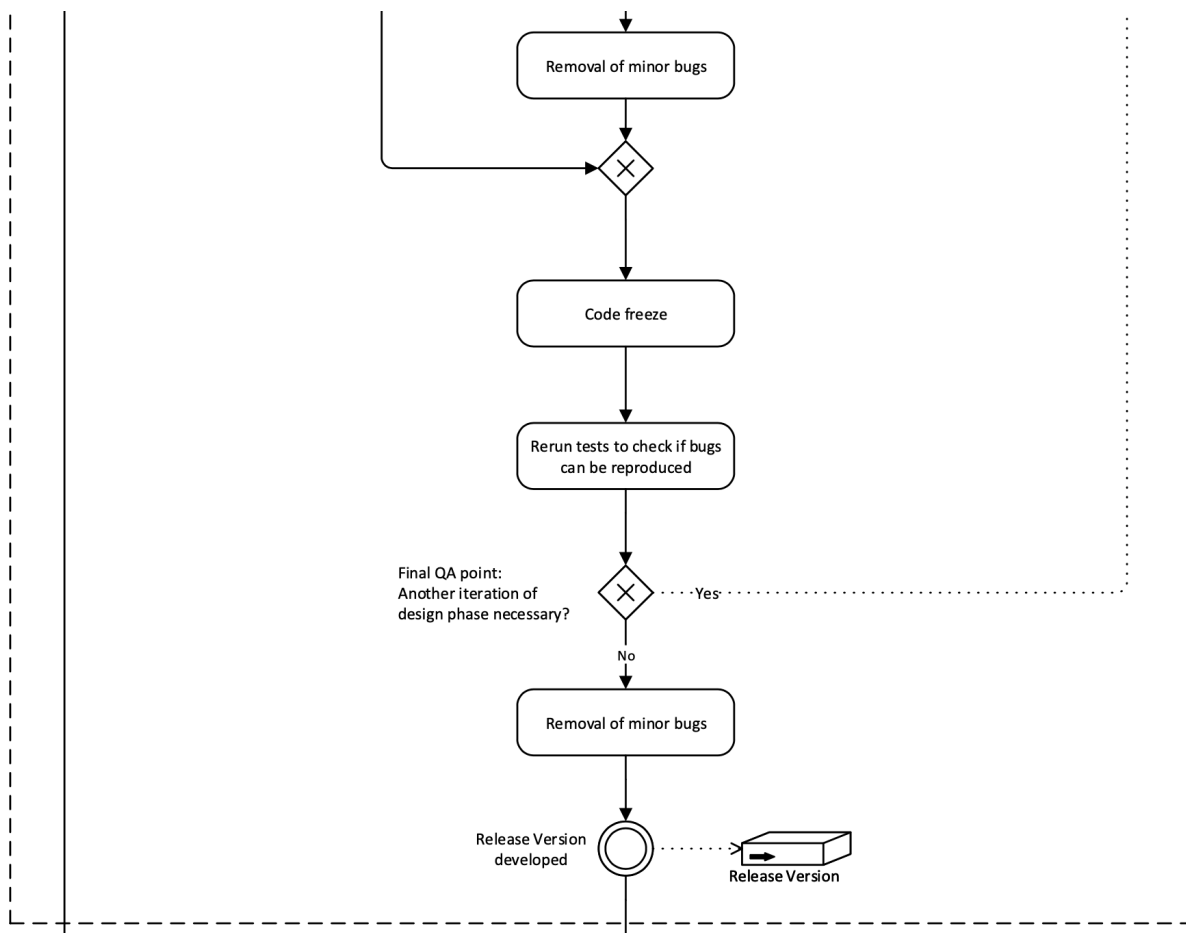 Removal of minor bugs
Code freeze
Rerun tests to check if bugs
can be reproduced
Final QA point:
Another iteration of
design phase necessary?
Yes
No
Removal of minor bugs
Release Version
developed
Release Version